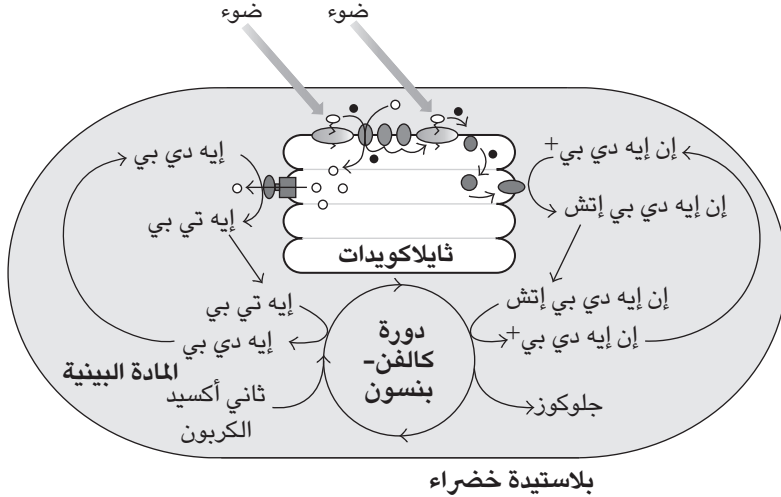 ضوء
ضوء
إن إيه دي بي+
إيه دي بي
إن إيه دي بي إتش
إيه تي بي
ثايلاكويدات
إن إيه دي بي إتش
إيه تي بي
إن إيه دي بي+
إيه دي بي
دورة
كالفن-
بنسون
المادة البينية
جلوكوز
ثاني أكسيد
الكربون
بلاستيدة خضراء